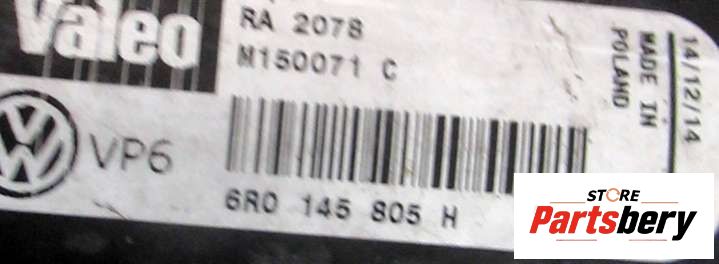 Valeo
RA 2078
M150071 C
VP6
6R0 145 805 H
MADE IN
POLAND
14/12/14
STORE
Partsbery